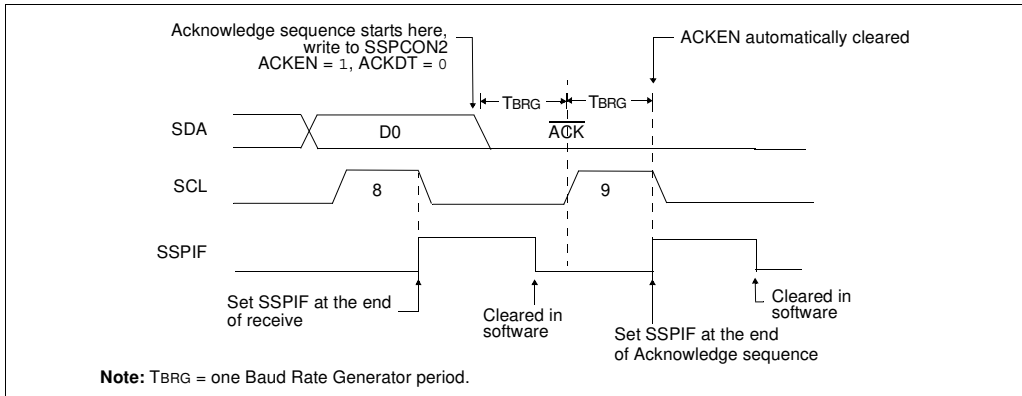 Acknowledge sequence starts here,
write to SSPCON2
ACKEN = 1, ACKDT = 0
ACKEN automatically cleared
TBRG
TBRG
SDA
D0
ACK
SCL
8
9
SSPIF
Set SSPIF at the end
of receive
Cleared in
software
Set SSPIF at the end
of Acknowledge sequence
Cleared in
software
Note: TBRG = one Baud Rate Generator period.